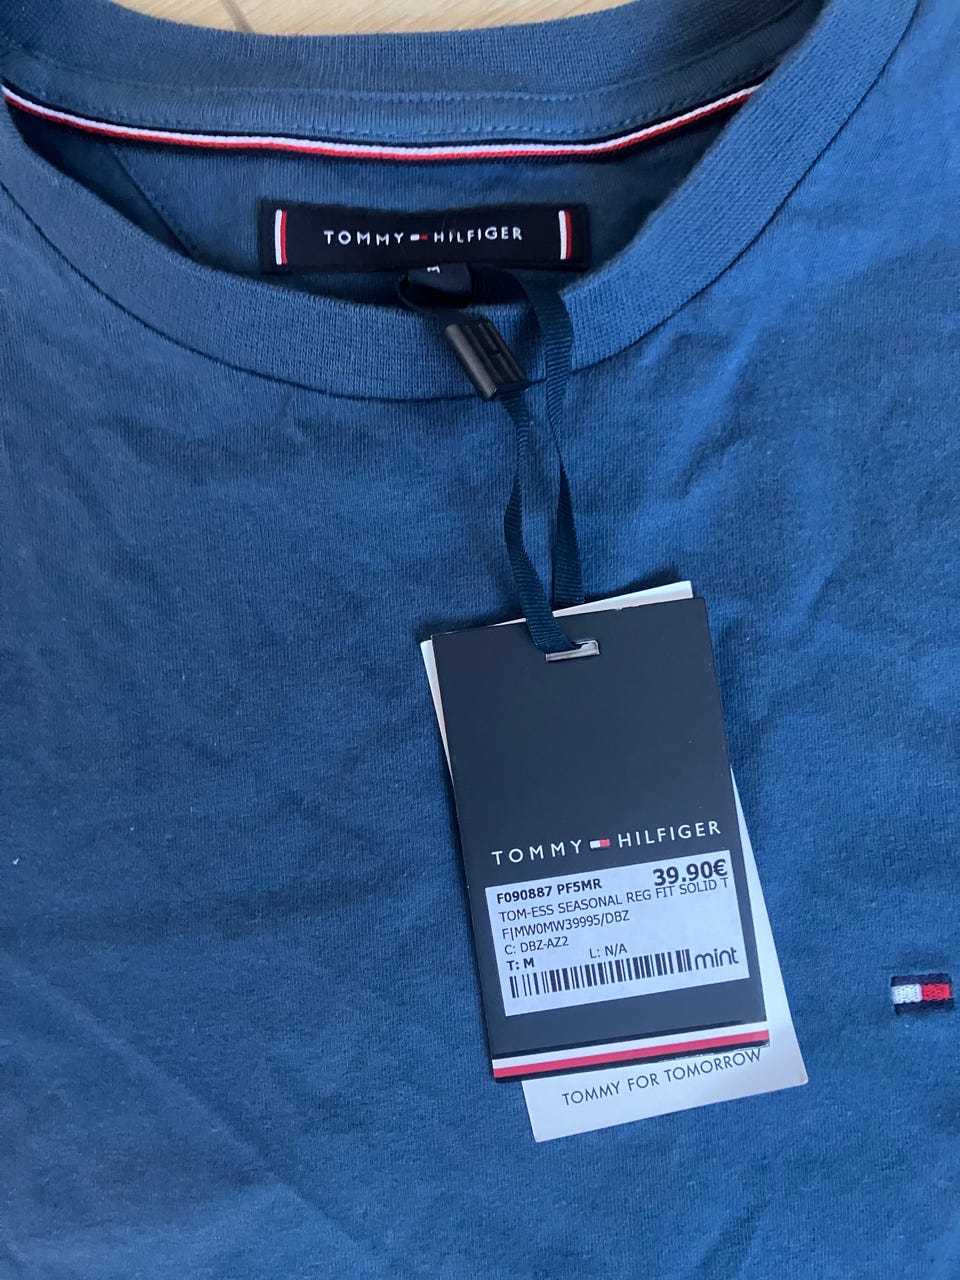 TOMMY HILFIGER
M
TOMMY HILFIGER
F090887 PF5MR 39.90€
TOM-ESS SEASONAL REG FIT SOLID T
F|MW0MW39995/DBZ
C: DBZ-AZ2
T: M L: N/A
mint
TOMMY FOR TOMORROW